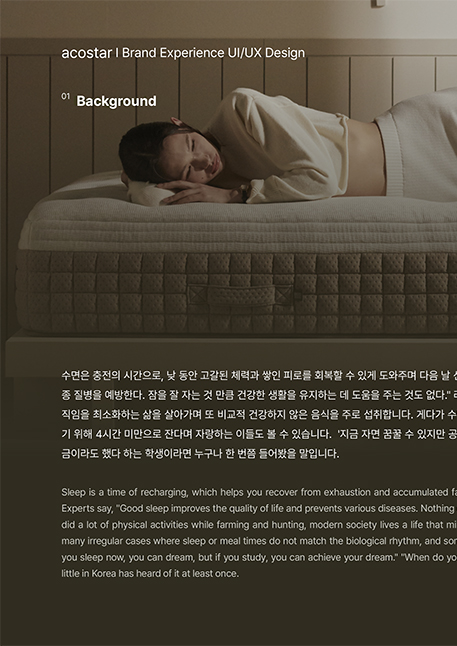 acostar | Brand Experience UI/UX Design
01 Background
수면은 충전의 시간으로, 낮 동안 고갈된 체력과 쌓인 피로를 회복할 수 있게 도와주며 다음 날
종 질병을 예방한다. 잠을 잘 자는 것 만큼 건강한 생활을 유지하는 데 도움을 주는 것도 없다."
직임을 최소화하는 삶을 살아가며 또 비교적 건강하지 않은 음식을 주로 섭취합니다. 게다가 수
기 위해 4시간 미만으로 잔다며 자랑하는 이들도 볼 수 있습니다. '지금 자면 꿈꿀 수 있지만 공
금이라도 했다 하는 학생이라면 누구나 한 번쯤 들어봤을 말입니다.
Sleep is a time of recharging, which helps you recover from exhaustion and accumulated
Experts say, "Good sleep improves the quality of life and prevents various diseases. Nothing
did a lot of physical activities while farming and hunting, modern society lives a life that
many irregular cases where sleep or meal times do not match the biological rhythm, and
you sleep now, you can dream, but if you study, you can achieve your dream." "When do
little in Korea has heard of it at least once.